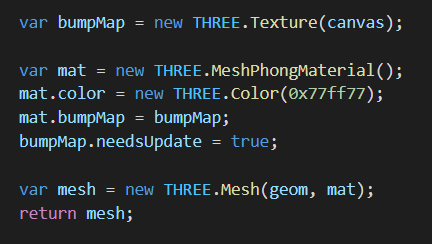 var bumpMap = new THREE.Texture(canvas);
var mat = new THREE.MeshPhongMaterial();
mat.color = new THREE.Color(0x77ff77);
mat.bumpMap = bumpMap;
bumpMap.needsUpdate = true;
var mesh = new THREE.Mesh(geom, mat);
return mesh;